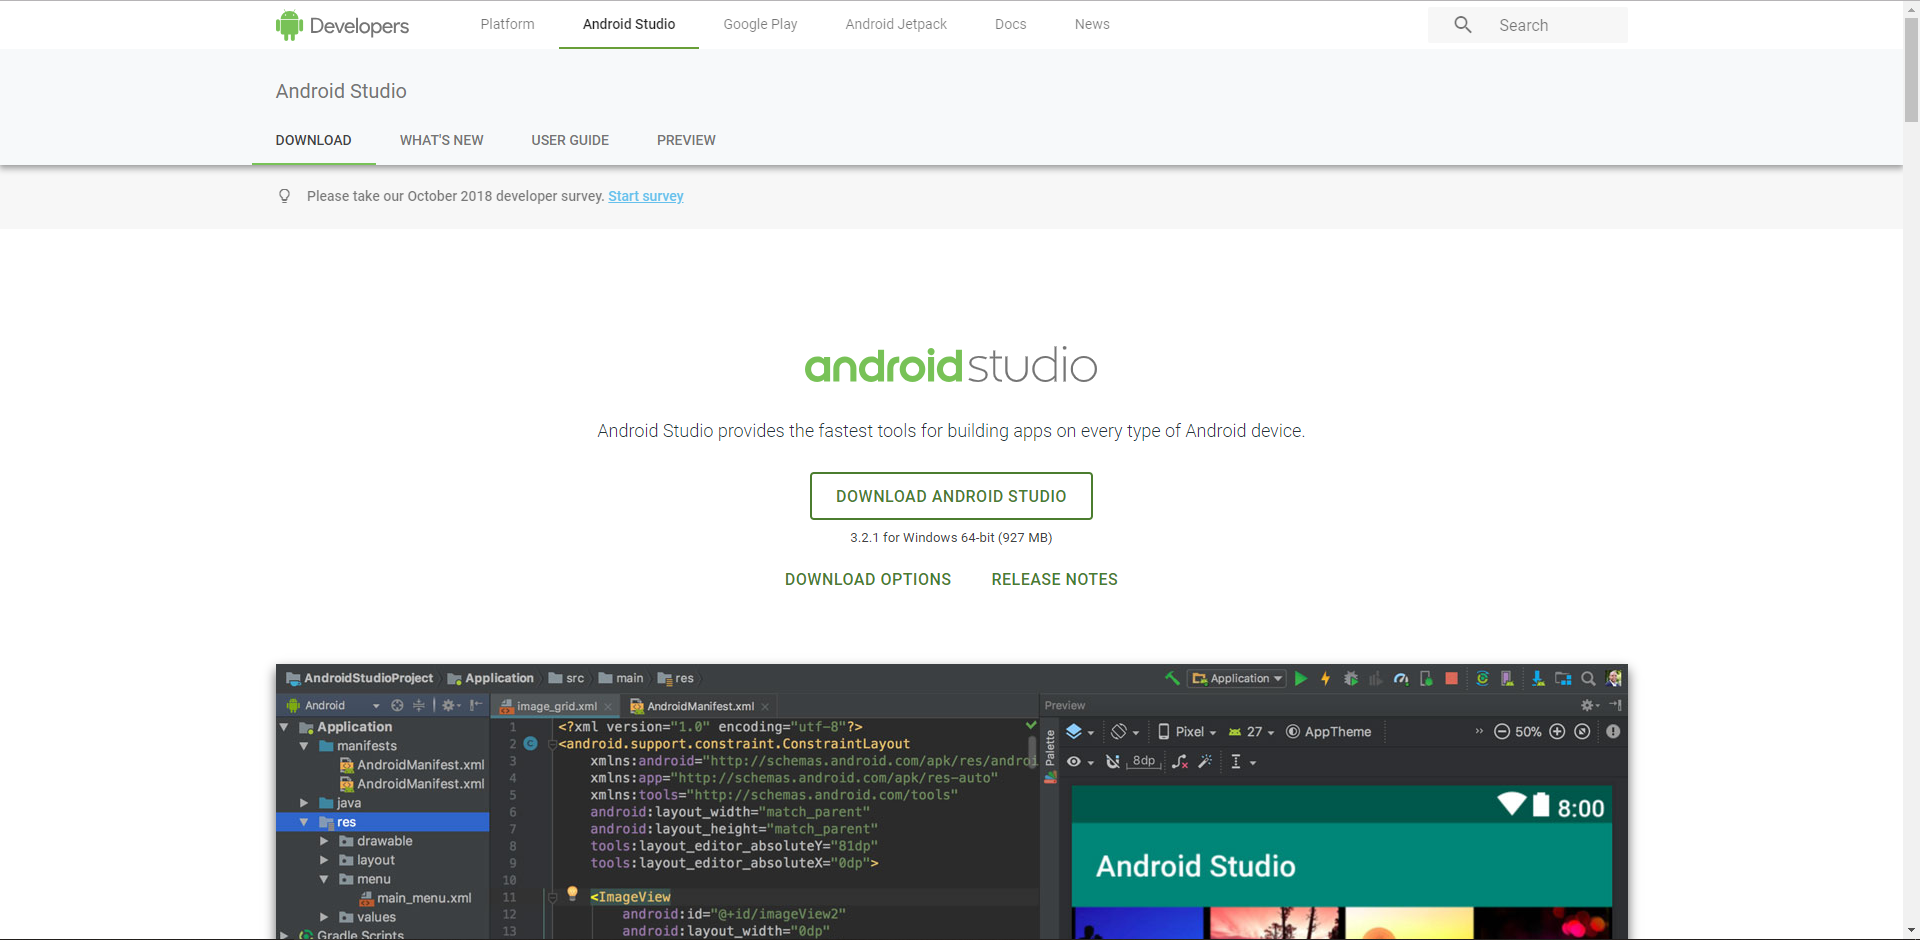 Developers Platform Android Studio Google Play Android Jetpack Docs News Search
Android Studio
DOWNLOAD WHAT'S NEW USER GUIDE PREVIEW
Please take our October 2018 developer survey. Start survey
android studio
Android Studio provides the fastest tools for building apps on every type of Android device.
DOWNLOAD ANDROID STUDIO
3.2.1 for Windows 64-bit (927 MB)
DOWNLOAD OPTIONS RELEASE NOTES
AndroidStudioProject Application src main res Application
Android
Application
manifests
AndroidManifest.xml
AndroidManifest.xml
java
res
drawable
layout
menu
main_menu.xml
values
Gradle Scripts
image_grid.xml AndroidManifest.xml
1 <?xml version="1.0" encoding="utf-8"?>
2 <android.support.constraint.ConstraintLayout
3 xmlns:android="http://schemas.android.com/apk/res/androi
4 xmlns:app="http://schemas.android.com/apk/res-auto"
5 xmlns:tools="http://schemas.android.com/tools"
6 android:layout_width="match_parent"
7 android:layout_height="match_parent"
8 tools:layout_editor_absoluteY="81dp"
9 tools:layout_editor_absoluteX="0dp">
10
11 <ImageView
12 android:id="@+id/imageView2"
13 android:layout_width="0dp"
Preview
Palette
Pixel 27 AppTheme 50%
8dp
8:00
Android Studio